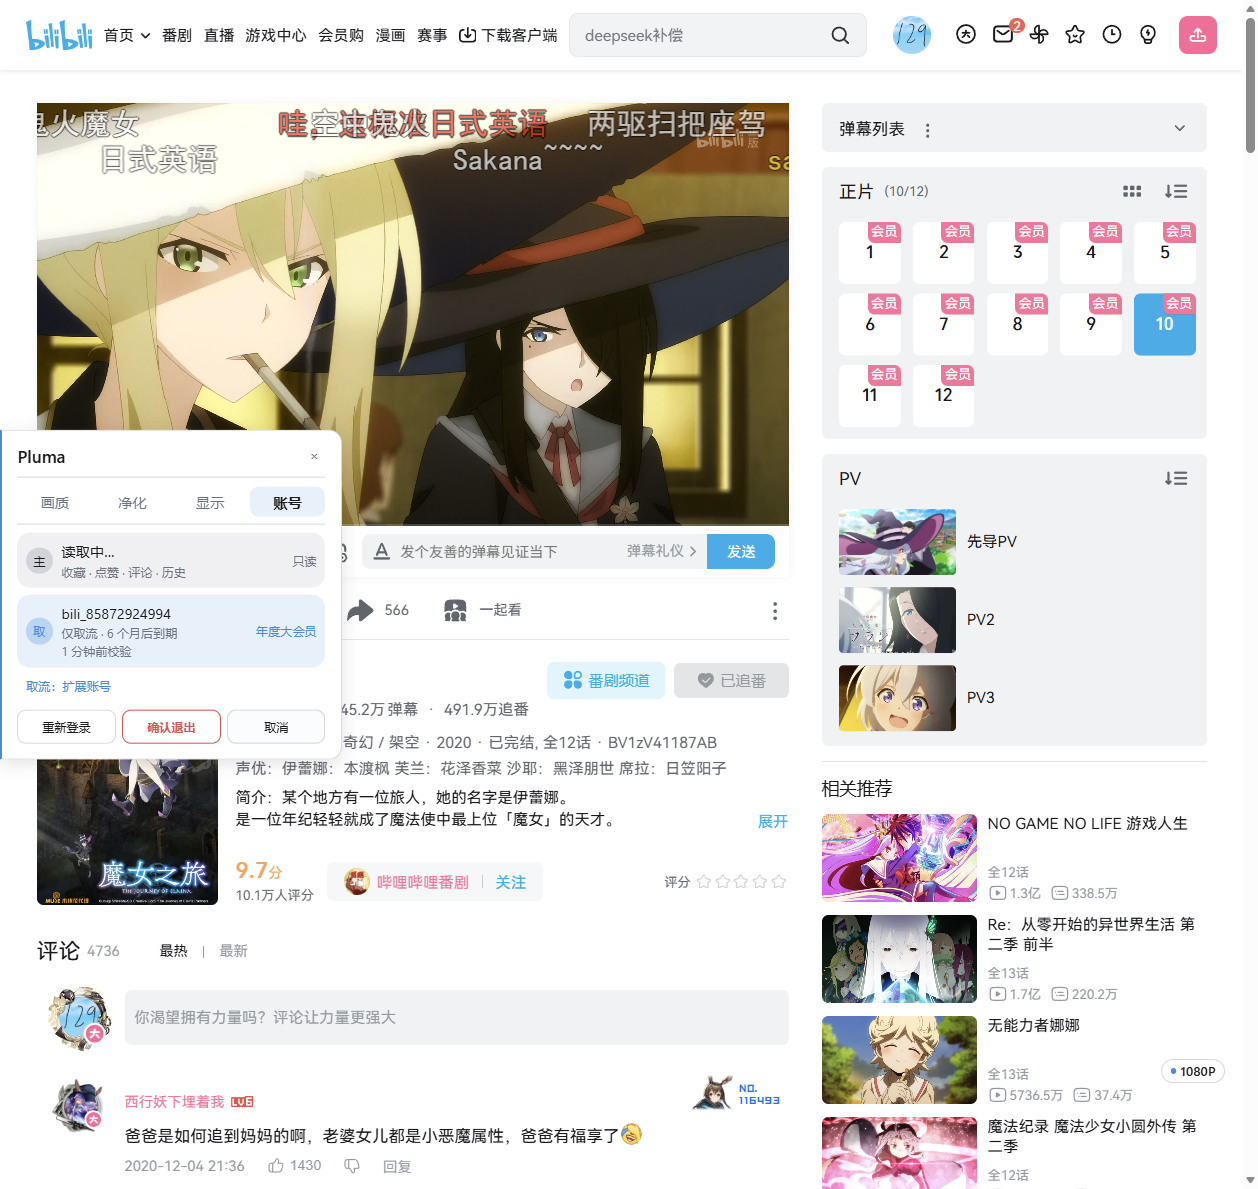 bilibili 首页 番剧 直播 游戏中心 会员购 漫画 赛事 下载客户端 deepseek补偿 2
鬼火魔女
日式英语
两驱扫把座驾
日式英语
Sakana
~~~~
弹幕列表
正片 (10/12)
会员 1 会员 2 会员 3 会员 4 会员 5
会员 6 会员 7 会员 8 会员 9 会员 10
会员 11 会员 12
PV
先导PV
PV2
PV3
Pluma ×
画质 净化 显示 账号
主 读取中...
收藏 · 点赞 · 评论 · 历史
只读
取 bili_85872924994
仅取流 · 6 个月后到期
1 分钟前校验
年度大会员
取流：扩展账号
重新登录 确认退出 取消
A 发个友善的弹幕见证当下 弹幕礼仪 发送
566 一起看
番剧频道 已追番
45.2万 弹幕 · 491.9万追番
奇幻 / 架空 · 2020 · 已完结, 全12话 · BV1zV41187AB
声优：伊蕾娜：本渡枫 芙兰：花泽香菜 沙耶：黑泽朋世 席拉：日笠阳子
简介：某个地方有一位旅人，她的名字是伊蕾娜。
是一位年纪轻轻就成了魔法使中最上位「魔女」的天才。
展开
魔女之旅
THE JOURNEY OF ELAINA
9.7分
10.1万人评分
哔哩哔哩番剧 关注
评分
评论 4736 最热 | 最新
你渴望拥有力量吗？评论让力量更强大
西行妖下埋着我 LV6
NO.
116493
爸爸是如何追到妈妈的啊，老婆女儿都是小恶魔属性，爸爸有福享了
2020-12-04 21:36 1430 回复
相关推荐
NO GAME NO LIFE 游戏人生
全12话
1.3亿 338.5万
Re：从零开始的异世界生活 第
二季 前半
全13话
1.7亿 220.2万
无能力者娜娜
全13话
5736.5万 37.4万
1080P
魔法纪录 魔法少女小圆外传 第
二季
全12话